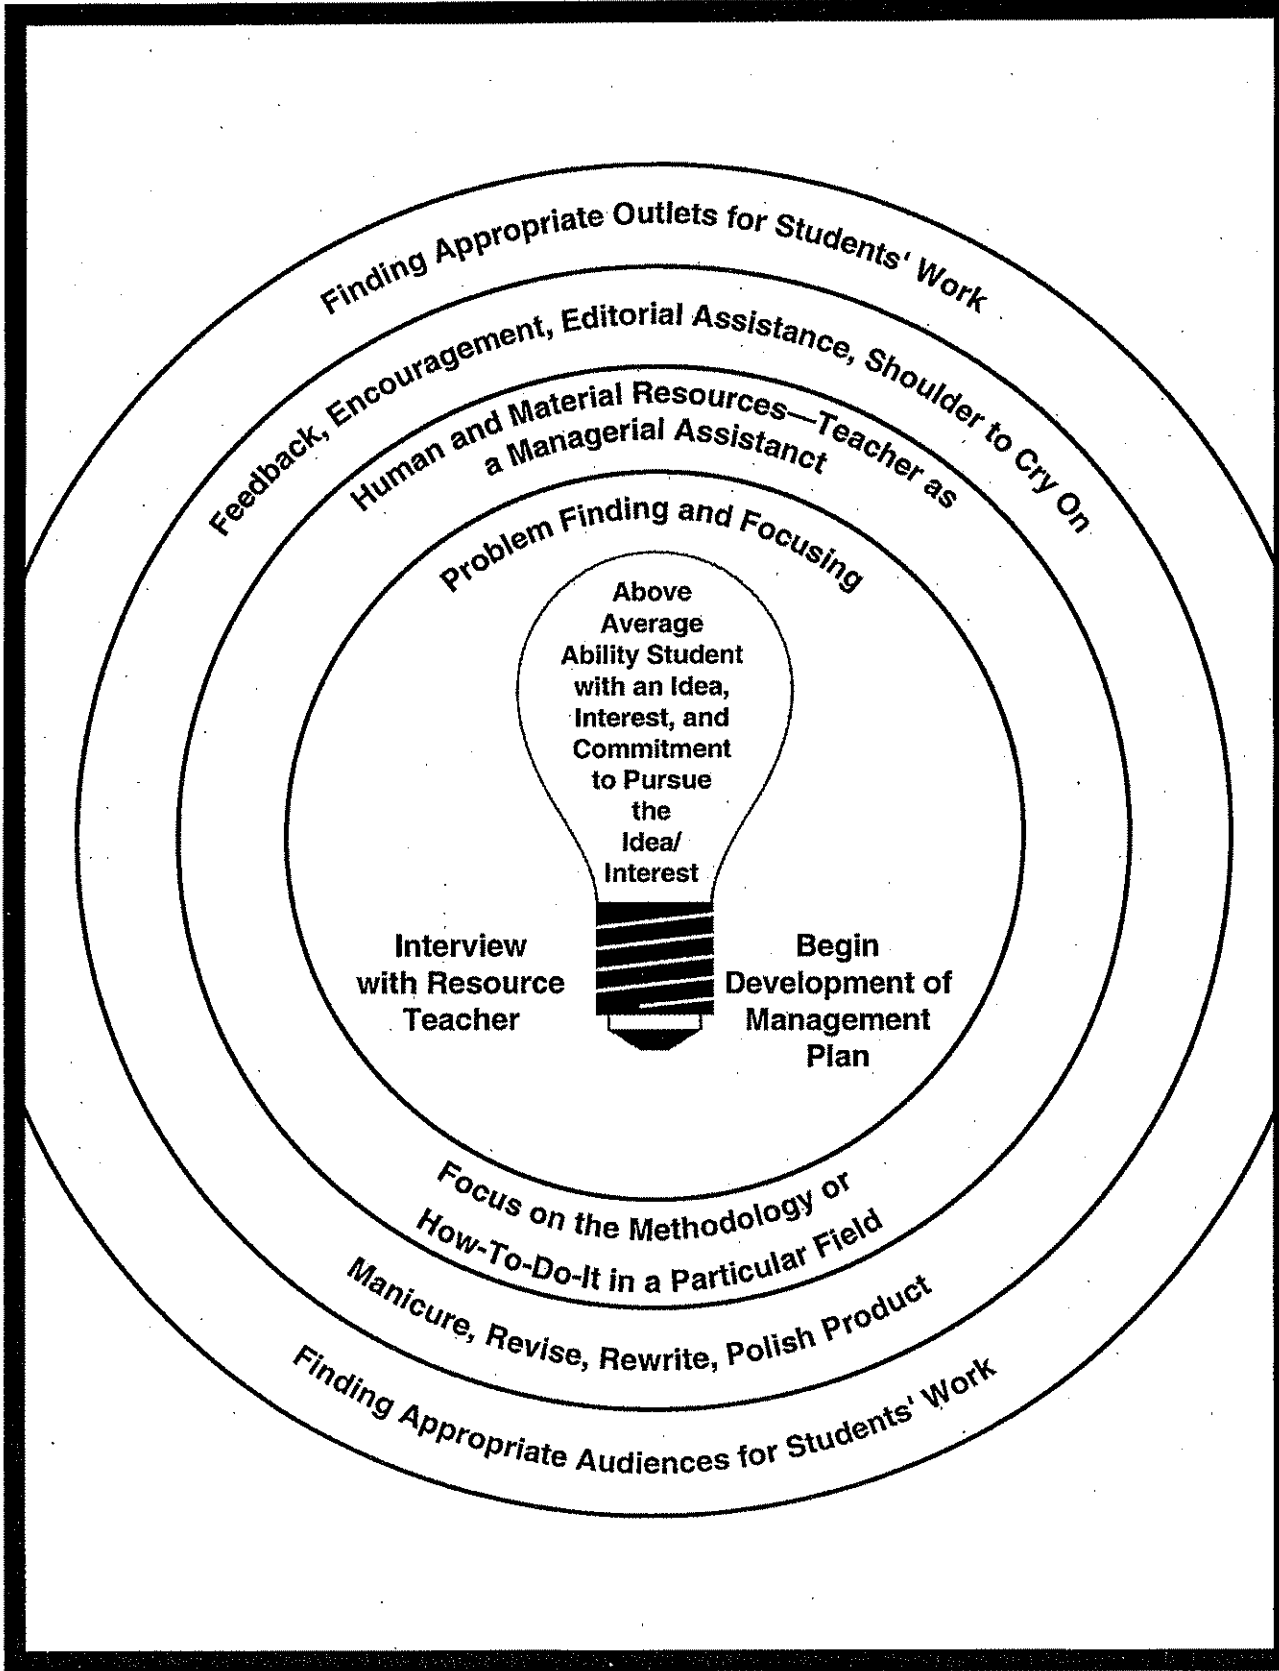 Finding Appropriate Outlets for Students' Work
Feedback, Encouragement, Editorial Assistance, Shoulder to Cry On
Human and Material Resources—Teacher as
a Managerial Assistanct
Problem Finding and Focusing
Above
Average
Ability Student
with an Idea,
Interest, and
Commitment
to Pursue
the
Idea/
Interest
Interview
with Resource
Teacher
Begin
Development of
Management
Plan
Focus on the Methodology or
How-To-Do-It in a Particular Field
Manicure, Revise, Rewrite, Polish Product
Finding Appropriate Audiences for Students' Work